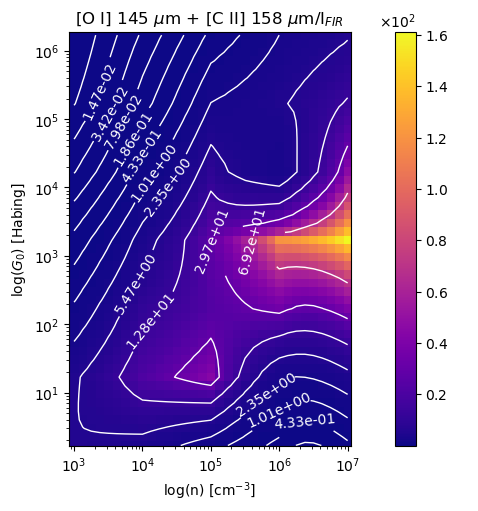 [O I] 145 μm + [C II] 158 μm/I_FIR
×10²
1.47e-02
3.42e-02
7.98e-02
1.86e-01
4.33e-01
1.01e+00
2.35e+00
5.47e+00
1.28e+01
2.97e+01
6.92e+01
2.35e+00
1.01e+00
4.33e-01
10⁶
10⁵
10⁴
10³
10²
10¹
log(G₀) [Habing]
10³ 10⁴ 10⁵ 10⁶ 10⁷
log(n) [cm⁻³]
1.6
1.4
1.2
1.0
0.8
0.6
0.4
0.2